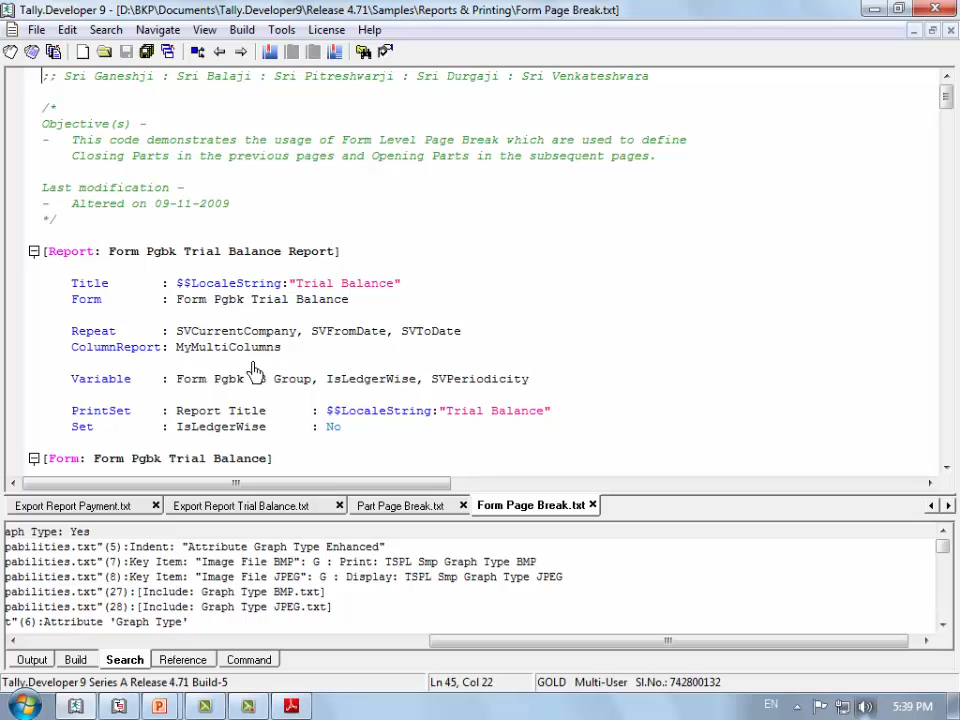 Tally.Developer 9 - [D:\BKP\Documents\Tally.Developer9\Release 4.71\Samples\Reports & Printing\Form Page Break.txt]
File Edit Search Navigate View Build Tools License Help
;; Sri Ganeshji : Sri Balaji : Sri Pitreshwarji : Sri Durgaji : Sri Venkateshwara
/*
Objective(s) -
- This code demonstrates the usage of Form Level Page Break which are used to define
Closing Parts in the previous pages and Opening Parts in the subsequent pages.
Last modification -
- Altered on 09-11-2009
*/
[Report: Form Pgbk Trial Balance Report]
Title : $$LocaleString:"Trial Balance"
Form : Form Pgbk Trial Balance
Repeat : SVCurrentCompany, SVFromDate, SVToDate
ColumnReport: MyMultiColumns
Variable : Form Pgbk Group, IsLedgerWise, SVPeriodicity
PrintSet : Report Title : $$LocaleString:"Trial Balance"
Set : IsLedgerWise : No
[Form: Form Pgbk Trial Balance]
Export Report Payment.txt Export Report Trial Balance.txt Part Page Break.txt Form Page Break.txt
aph Type: Yes
pabilities.txt"(5):Indent: "Attribute Graph Type Enhanced"
pabilities.txt"(7):Key Item: "Image File BMP": G : Print: TSPL Smp Graph Type BMP
pabilities.txt"(8):Key Item: "Image File JPEG": G : Display: TSPL Smp Graph Type JPEG
pabilities.txt"(27):[Include: Graph Type BMP.txt]
pabilities.txt"(28):[Include: Graph Type JPEG.txt]
t"(6):Attribute 'Graph Type'
Output Build Search Reference Command
Tally.Developer 9 Series A Release 4.71 Build-5 Ln 45, Col 22 GOLD Multi-User Sl.No.: 742800132
EN 5:39 PM